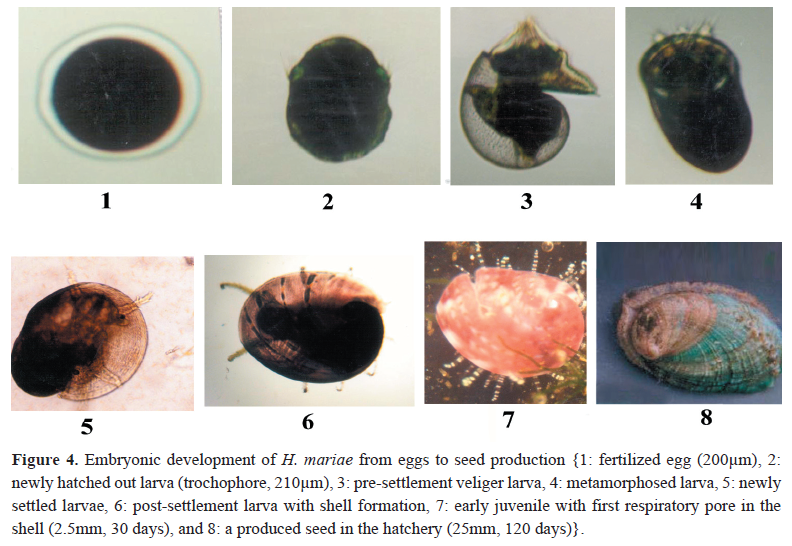 1
2
3
4
5
6
7
8
Figure 4. Embryonic development of H. mariae from eggs to seed production {1: fertilized egg (200μm), 2:
newly hatched out larva (trochophore, 210μm), 3: pre-settlement veliger larva, 4: metamorphosed larva, 5: newly
settled larvae, 6: post-settlement larva with shell formation, 7: early juvenile with first respiratory pore in the
shell (2.5mm, 30 days), and 8: a produced seed in the hatchery (25mm, 120 days)}.